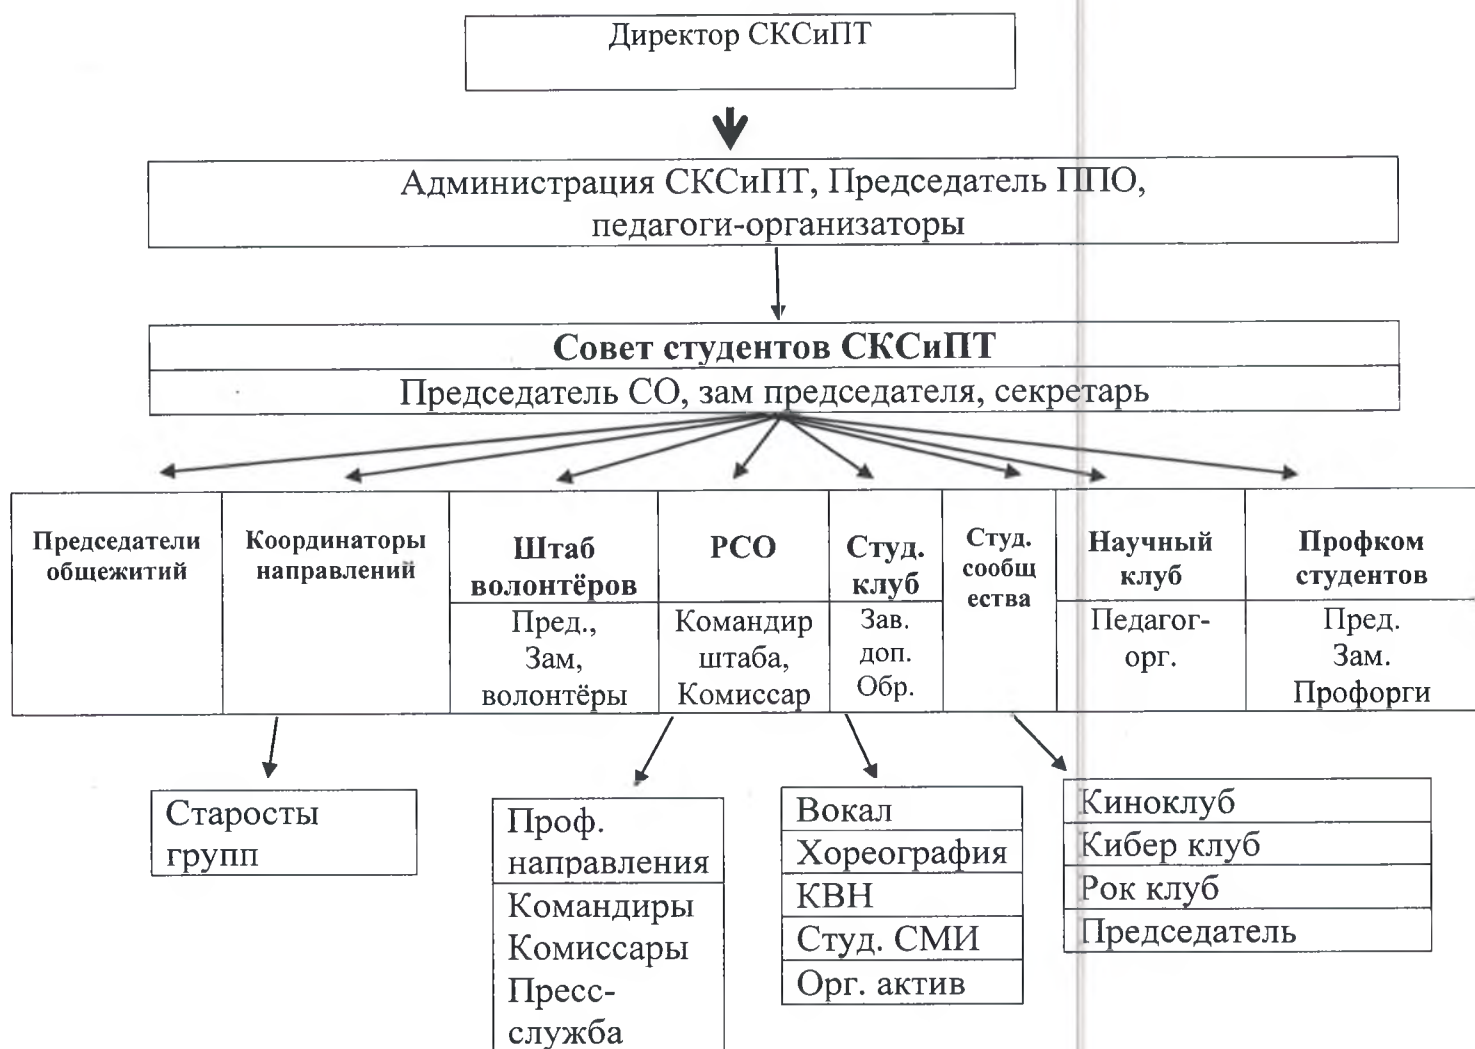 Директор СКСиПТ
Администрация СКСиПТ, Председатель ППО,
педагоги-организаторы
Совет студентов СКСиПТ
Председатель СО, зам председателя, секретарь
Председатели
общежитий
Координаторы
направлений
Штаб
волонтёров
Пред.,
Зам,
волонтёры
РСО
Командир
штаба,
Комиссар
Студ.
клуб
Зав.
доп.
Обр.
Студ.
сообщ
ества
Научный
клуб
Педагог-
орг.
Профком
студентов
Пред.
Зам.
Профорги
Старосты
групп
Проф.
направления
Командиры
Комиссары
Пресс-
служба
Вокал
Хореография
КВН
Студ. СМИ
Орг. актив
Киноклуб
Кибер клуб
Рок клуб
Председатель